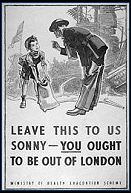 LEAVE THIS TO US
SONNY — YOU OUGHT
TO BE OUT OF LONDON
MINISTRY OF HEALTH EVACUATION SCHEME